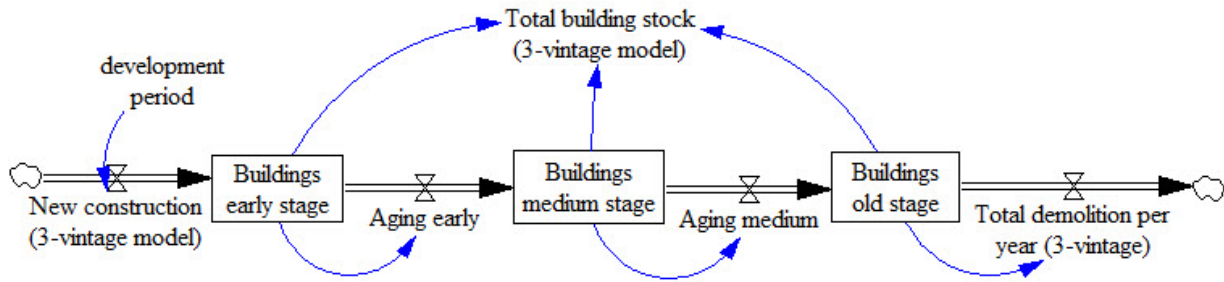 Total building stock
(3-vintage model)
development
period
Buildings
early stage
Buildings
medium stage
Buildings
old stage
New construction
(3-vintage model)
Aging early
Aging medium
Total demolition per
year (3-vintage)